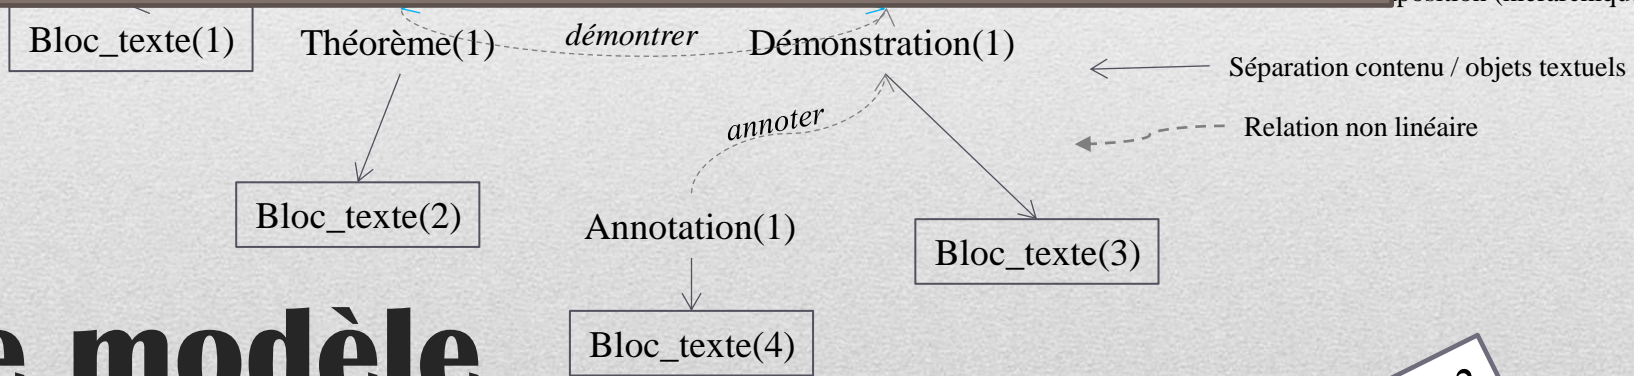 Bloc_texte(1)
Théorème(1)
démontrer
Démonstration(1)
Séparation contenu / objets textuels
annoter
Relation non linéaire
Bloc_texte(2)
Annotation(1)
Bloc_texte(3)
modèle
Bloc_texte(4)